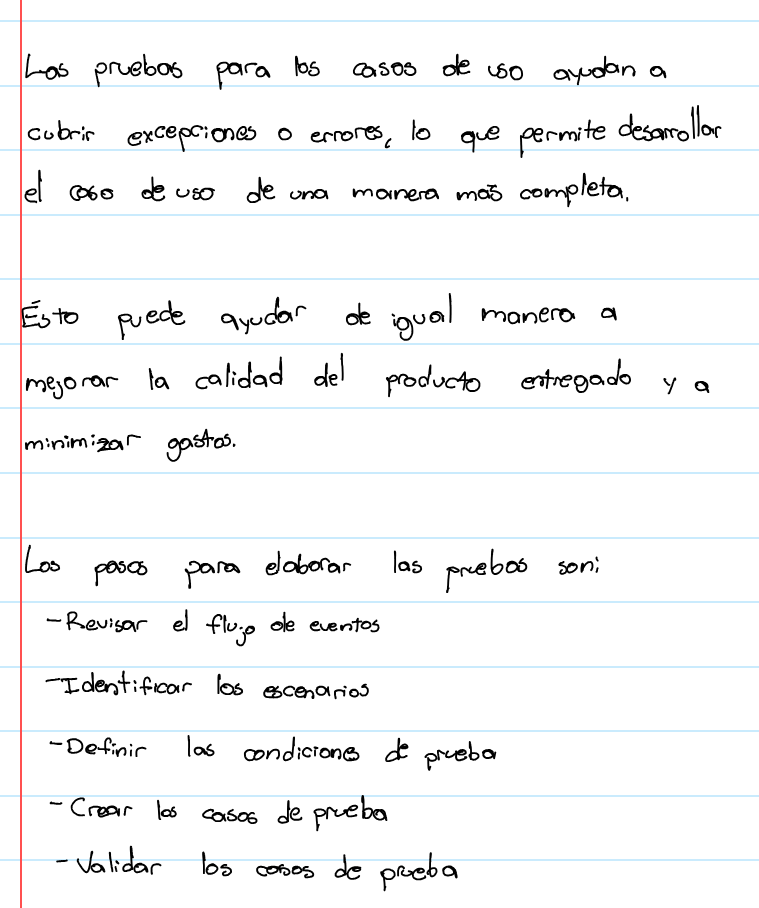 Las pruebas para los casos de uso ayudan a
cubrir excepciones o errores, lo que permite desarrollar
el caso de uso de una manera más completa.
Ésto puede ayudar de igual manera a
mejorar la calidad del producto entregado y a
minimizar gastos.
Los pasos para elaborar las pruebas son:
-Revisar el flujo de eventos
-Identificar los escenarios
-Definir las condiciones de prueba
-Crear los casos de prueba
-Validar los casos de prueba